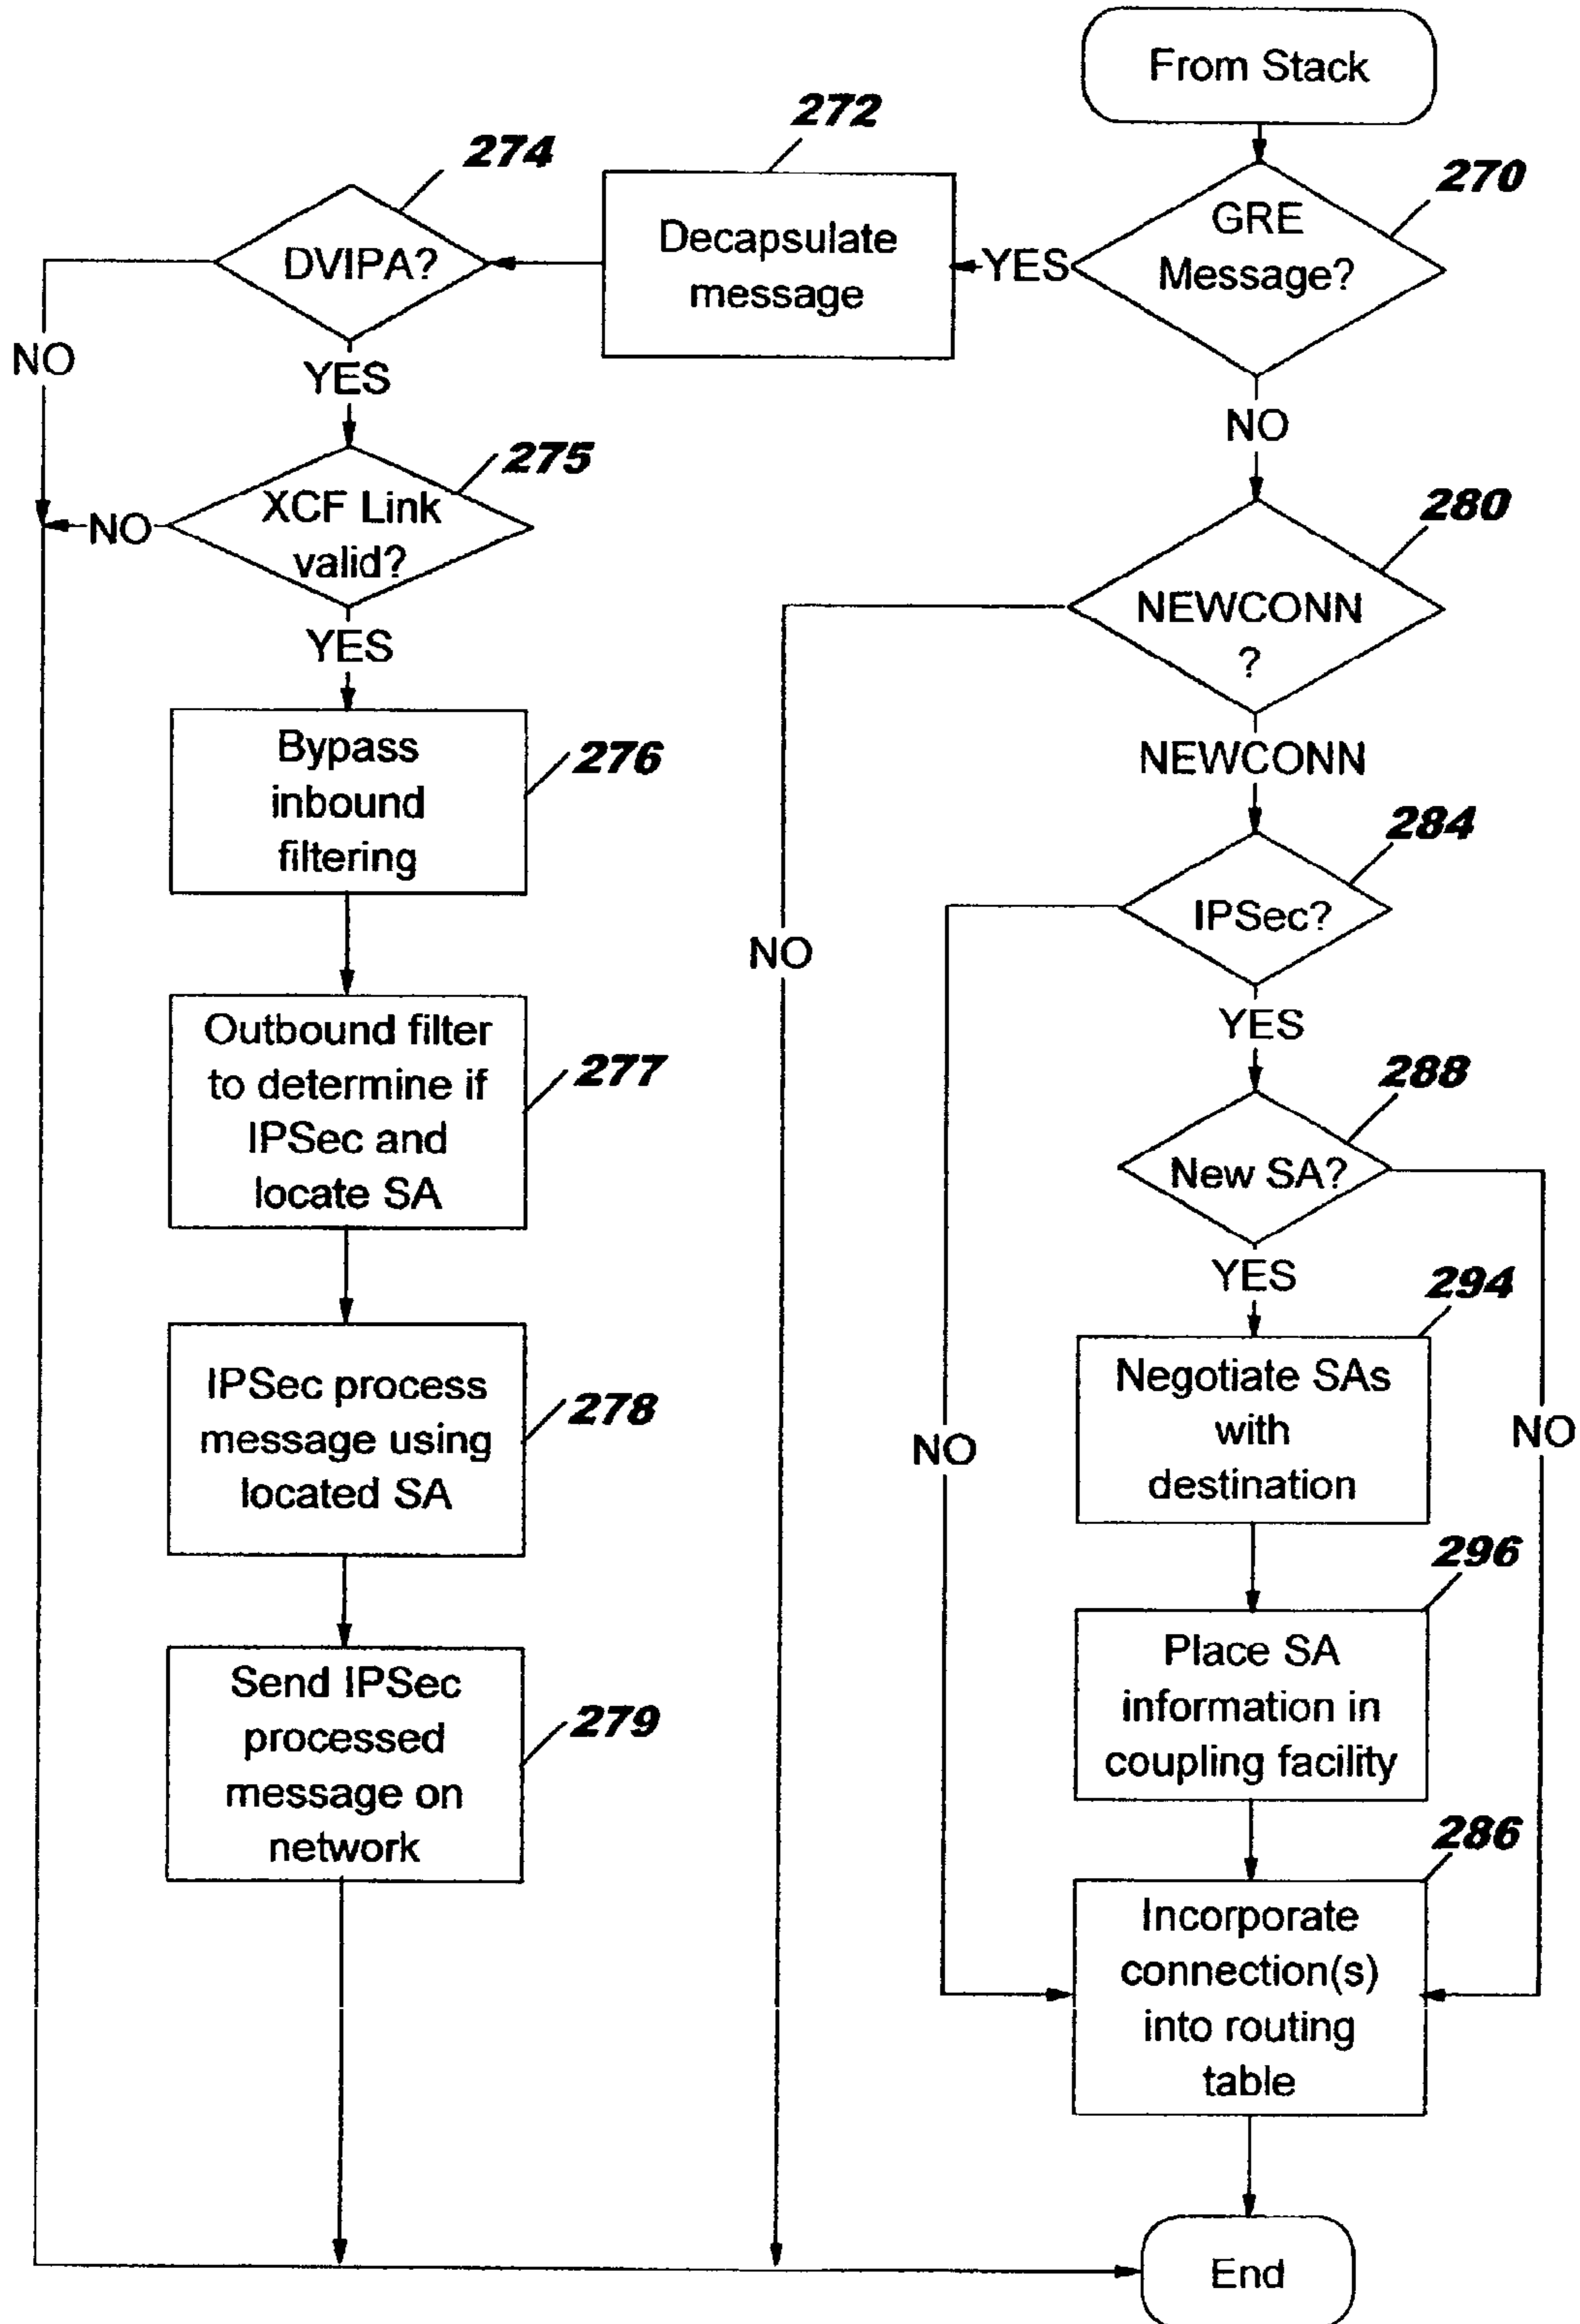 From Stack
270
GRE
Message?
YES
272
Decapsulate
message
274
DVIPA?
NO
YES
275
XCF Link
valid?
NO
YES
Bypass
inbound
filtering
276
Outbound filter
to determine if
IPSec and
locate SA
277
IPSec process
message using
located SA
278
Send IPSec
processed
message on
network
279
NO
280
NEWCONN
?
NO
NEWCONN
284
IPSec?
NO
YES
288
New SA?
NO
YES
294
Negotiate SAs
with
destination
296
Place SA
information in
coupling facility
286
Incorporate
connection(s)
into routing
table
End